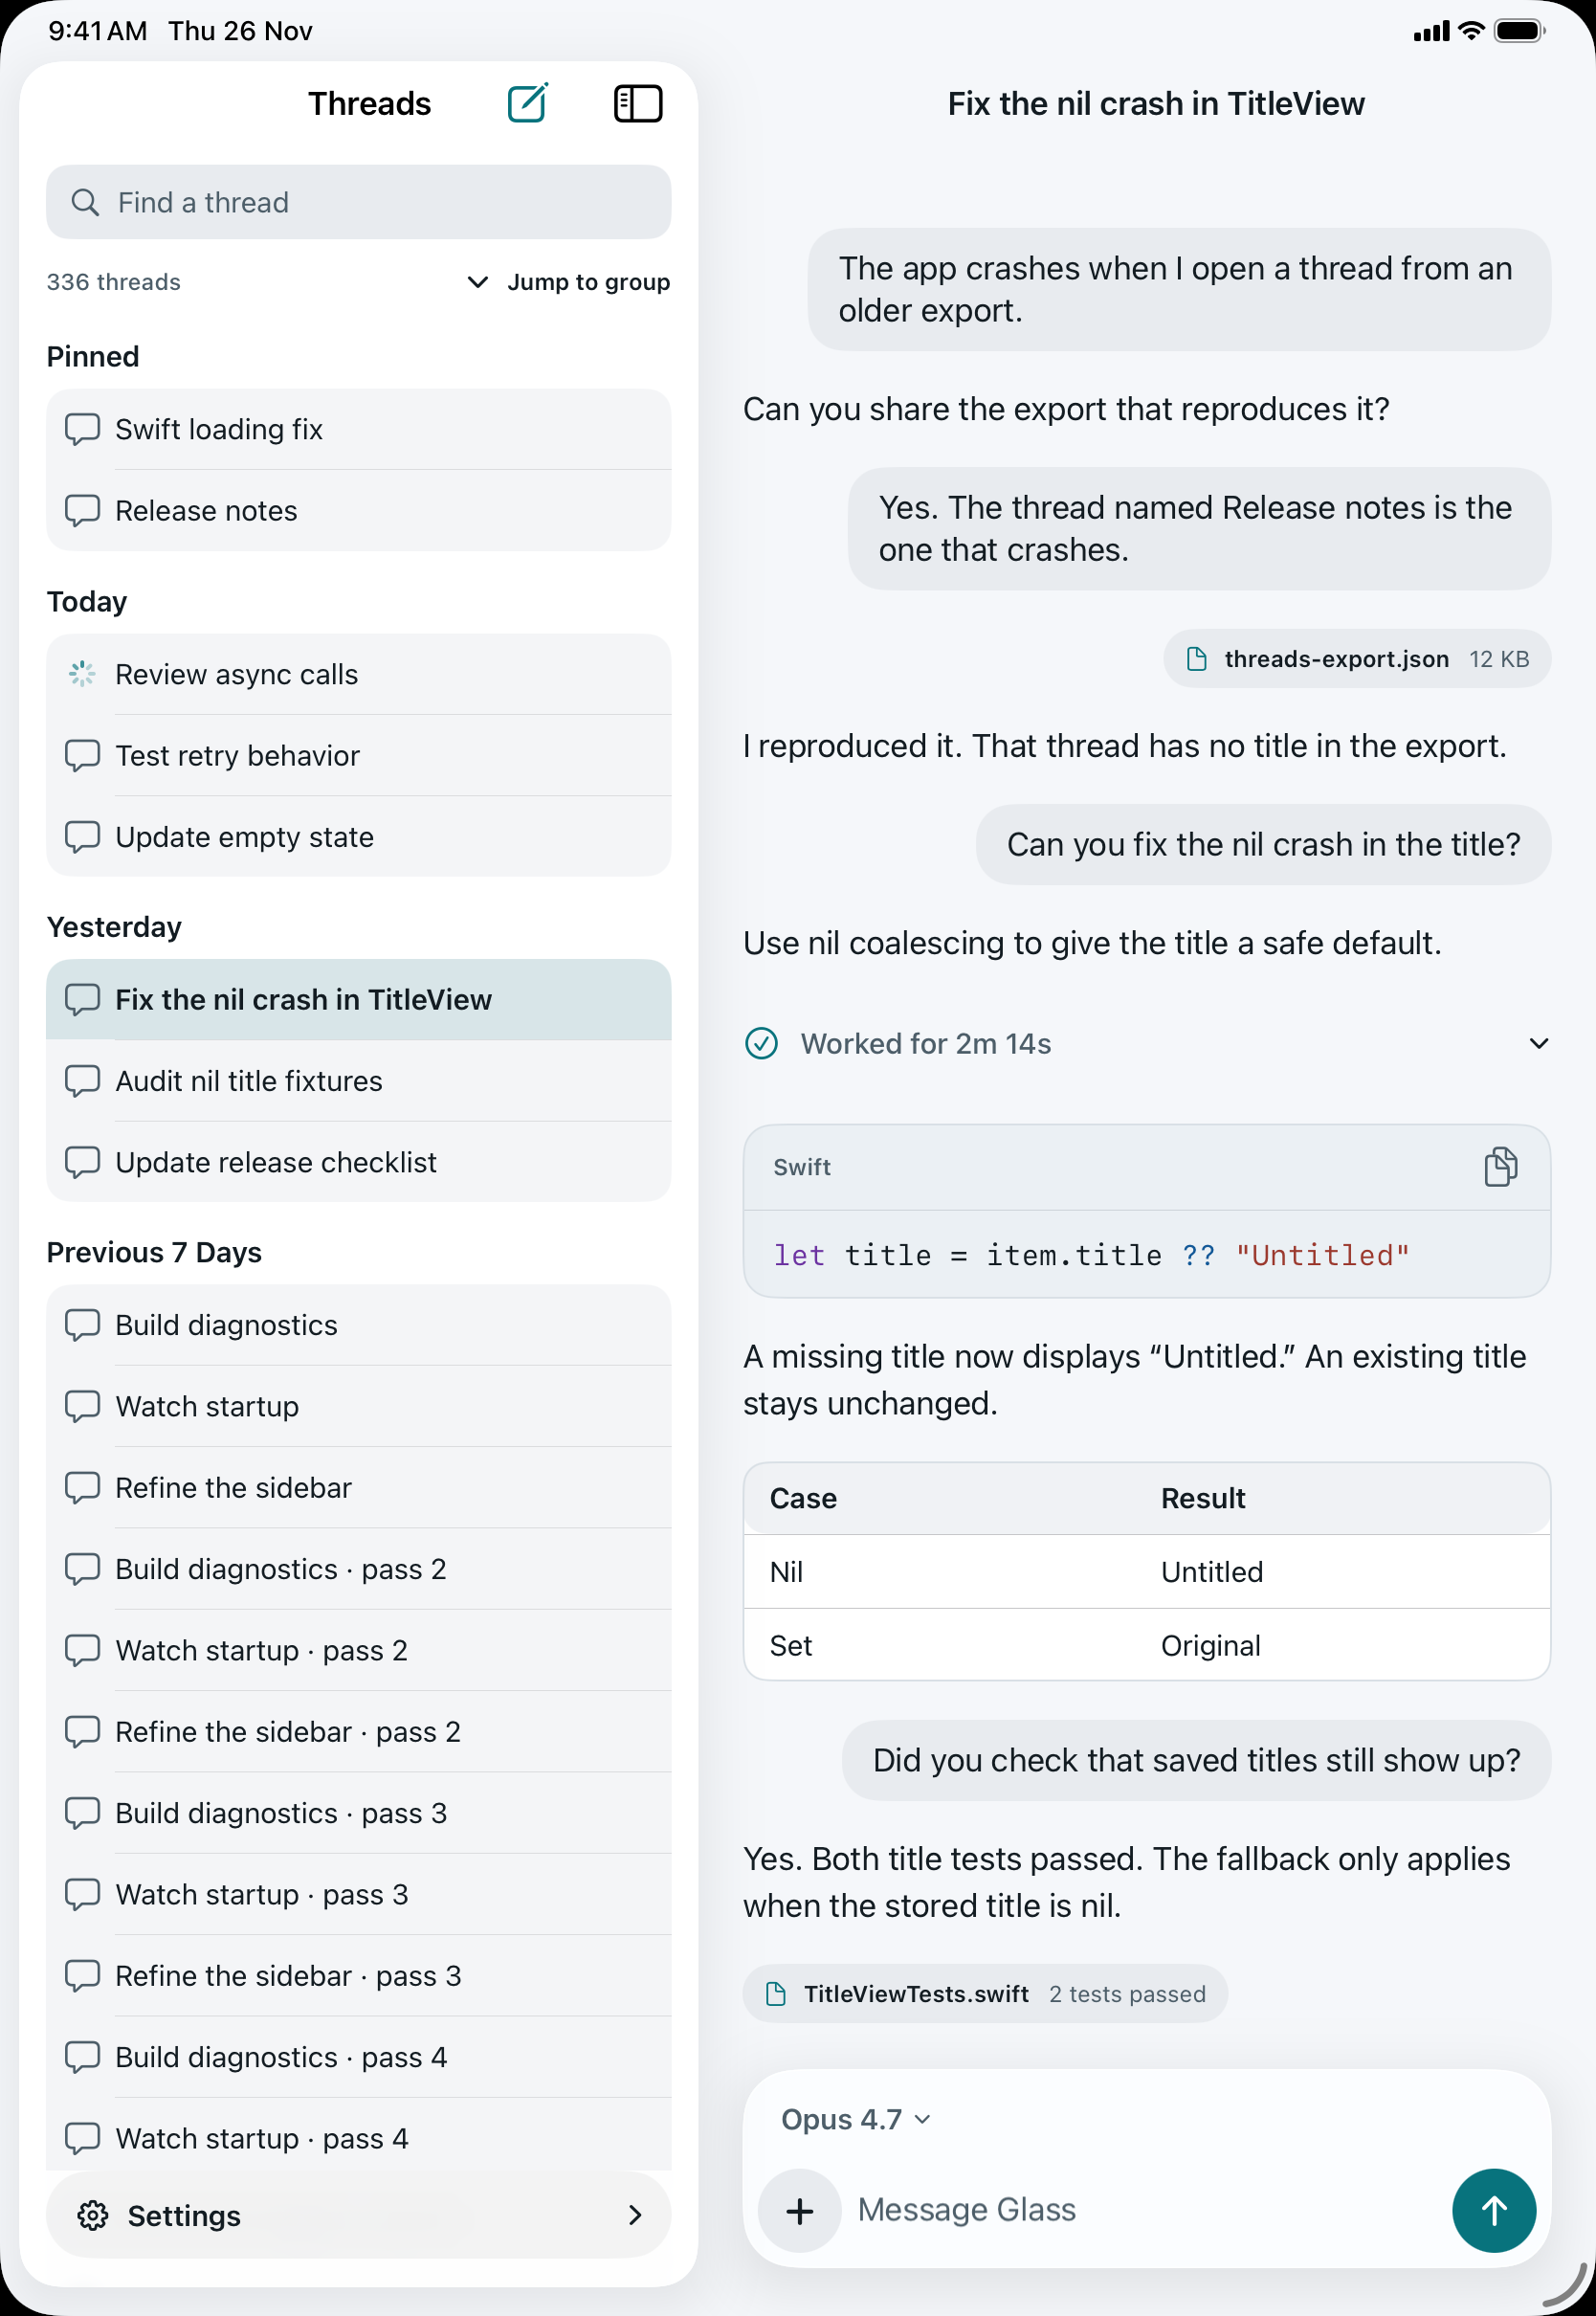 9:41 AM Thu 26 Nov
Threads
Find a thread
336 threads
Jump to group
Pinned
Swift loading fix
Release notes
Today
Review async calls
Test retry behavior
Update empty state
Yesterday
Fix the nil crash in TitleView
Audit nil title fixtures
Update release checklist
Previous 7 Days
Build diagnostics
Watch startup
Refine the sidebar
Build diagnostics · pass 2
Watch startup · pass 2
Refine the sidebar · pass 2
Build diagnostics · pass 3
Watch startup · pass 3
Refine the sidebar · pass 3
Build diagnostics · pass 4
Watch startup · pass 4
Settings
Fix the nil crash in TitleView
The app crashes when I open a thread from an
older export.
Can you share the export that reproduces it?
Yes. The thread named Release notes is the
one that crashes.
threads-export.json 12 KB
I reproduced it. That thread has no title in the export.
Can you fix the nil crash in the title?
Use nil coalescing to give the title a safe default.
Worked for 2m 14s
Swift
let title = item.title ?? "Untitled"
A missing title now displays “Untitled.” An existing title
stays unchanged.
Case Result
Nil Untitled
Set Original
Did you check that saved titles still show up?
Yes. Both title tests passed. The fallback only applies
when the stored title is nil.
TitleViewTests.swift 2 tests passed
Opus 4.7
Message Glass